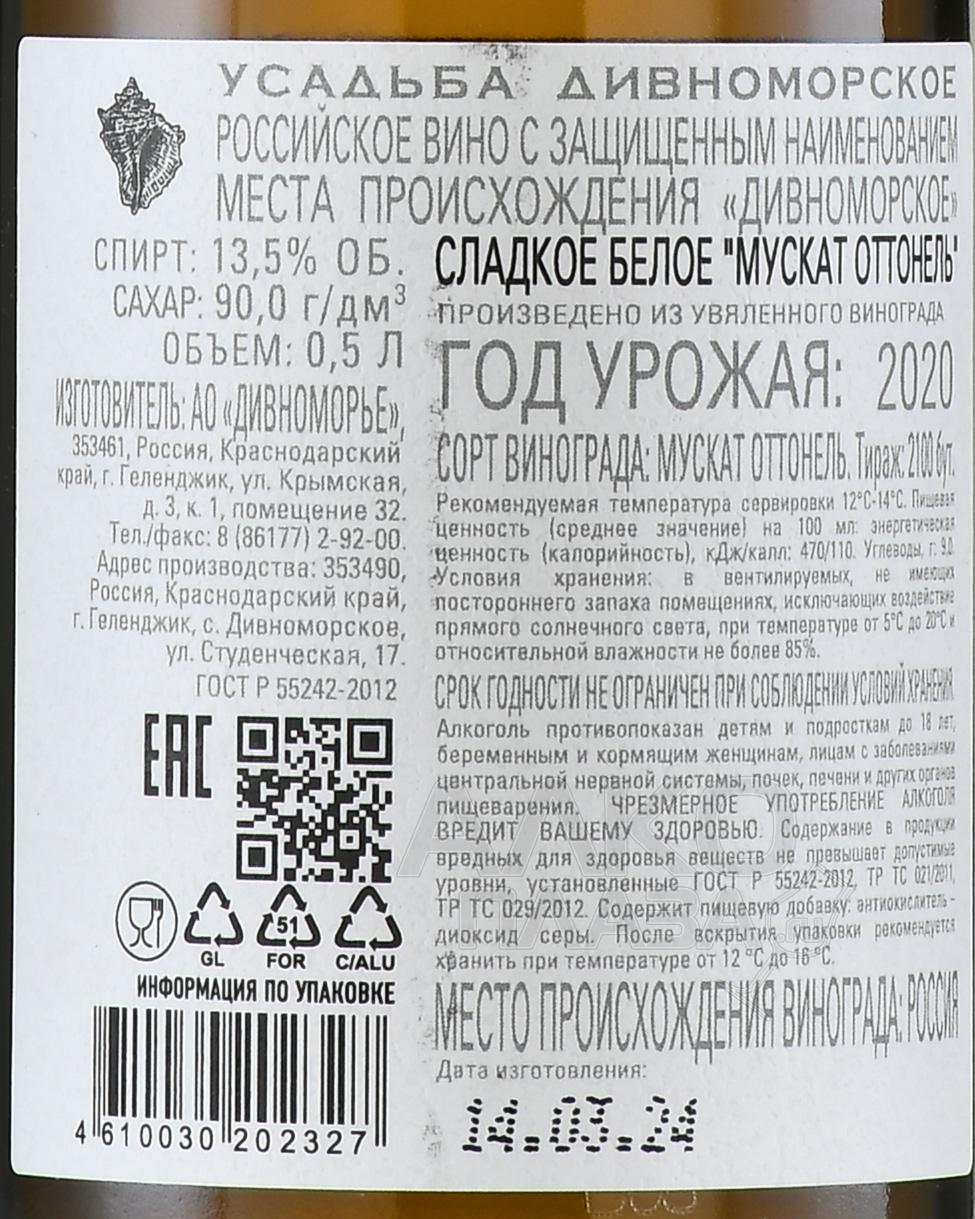 УСАДЬБА ДИВНОМОРСКОЕ
РОССИЙСКОЕ ВИНО С ЗАЩИЩЕННЫМ НАИМЕНОВАНИЕМ
МЕСТА ПРОИСХОЖДЕНИЯ «ДИВНОМОРСКОЕ»
СПИРТ: 13,5% ОБ.
САХАР: 90,0 г/дм³
ОБЪЕМ: 0,5 Л
ИЗГОТОВИТЕЛЬ: АО «ДИВНОМОРЬЕ»,
353461, Россия, Краснодарский
край, г. Геленджик, ул. Крымская,
д. 3, к. 1, помещение 32.
Тел./факс: 8 (86177) 2-92-00.
Адрес производства: 353490,
Россия, Краснодарский край,
г. Геленджик, с. Дивноморское,
ул. Студенческая, 17.
ГОСТ Р 55242-2012
EAC
GL
51
FOR
C/ALU
ИНФОРМАЦИЯ ПО УПАКОВКЕ
4 610030 202327
СЛАДКОЕ БЕЛОЕ "МУСКАТ ОТТОНЕЛЬ"
ПРОИЗВЕДЕНО ИЗ УВЯЛЕННОГО ВИНОГРАДА
ГОД УРОЖАЯ: 2020
СОРТ ВИНОГРАДА: МУСКАТ ОТТОНЕЛЬ. Тираж: 2100 бут.
Рекомендуемая температура сервировки 12°С-14°С. Пищевая
ценность (среднее значение) на 100 мл: энергетическая
ценность (калорийность), кДж/калл: 470/110. Углеводы, г: 9,0.
Условия хранения: в вентилируемых, не имеющих
постороннего запаха помещениях, исключающих воздействие
прямого солнечного света, при температуре от 5°С до 20°С и
относительной влажности не более 85%.
СРОК ГОДНОСТИ НЕ ОГРАНИЧЕН ПРИ СОБЛЮДЕНИИ УСЛОВИЙ ХРАНЕНИЯ.
Алкоголь противопоказан детям и подросткам до 18 лет,
беременным и кормящим женщинам, лицам с заболеваниями
центральной нервной системы, почек, печени и других органов
пищеварения. ЧРЕЗМЕРНОЕ УПОТРЕБЛЕНИЕ АЛКОГОЛЯ
ВРЕДИТ ВАШЕМУ ЗДОРОВЬЮ. Содержание в продукции
вредных для здоровья веществ не превышает допустимые
уровни, установленные ГОСТ Р 55242-2012, ТР ТС 021/2011,
ТР ТС 029/2012. Содержит пищевую добавку: антиокислитель -
диоксид серы. После вскрытия упаковки рекомендуется
хранить при температуре от 12 °С до 16 °С.
МЕСТО ПРОИСХОЖДЕНИЯ ВИНОГРАДА: РОССИЯ
Дата изготовления:
14.03.24